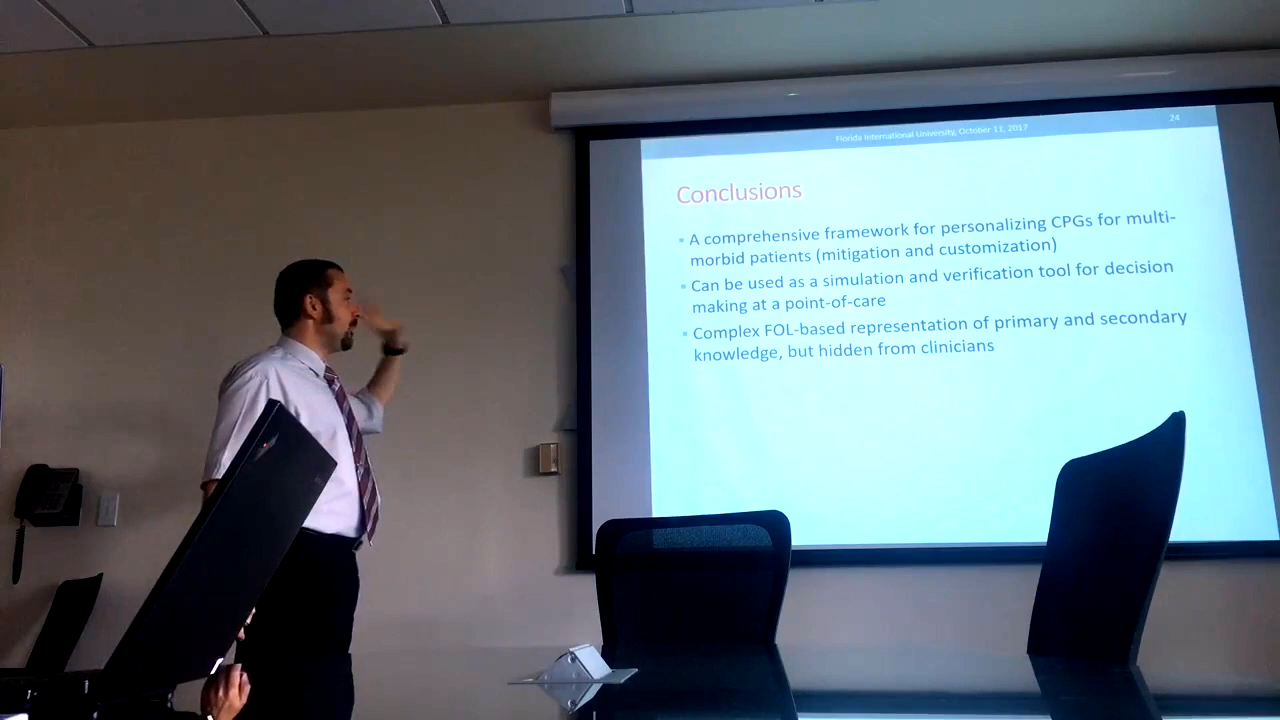 Florida International University, October 11, 2017
24
Conclusions
▪ A comprehensive framework for personalizing CPGs for multi-
morbid patients (mitigation and customization)
▪ Can be used as a simulation and verification tool for decision
making at a point-of-care
▪ Complex FOL-based representation of primary and secondary
knowledge, but hidden from clinicians